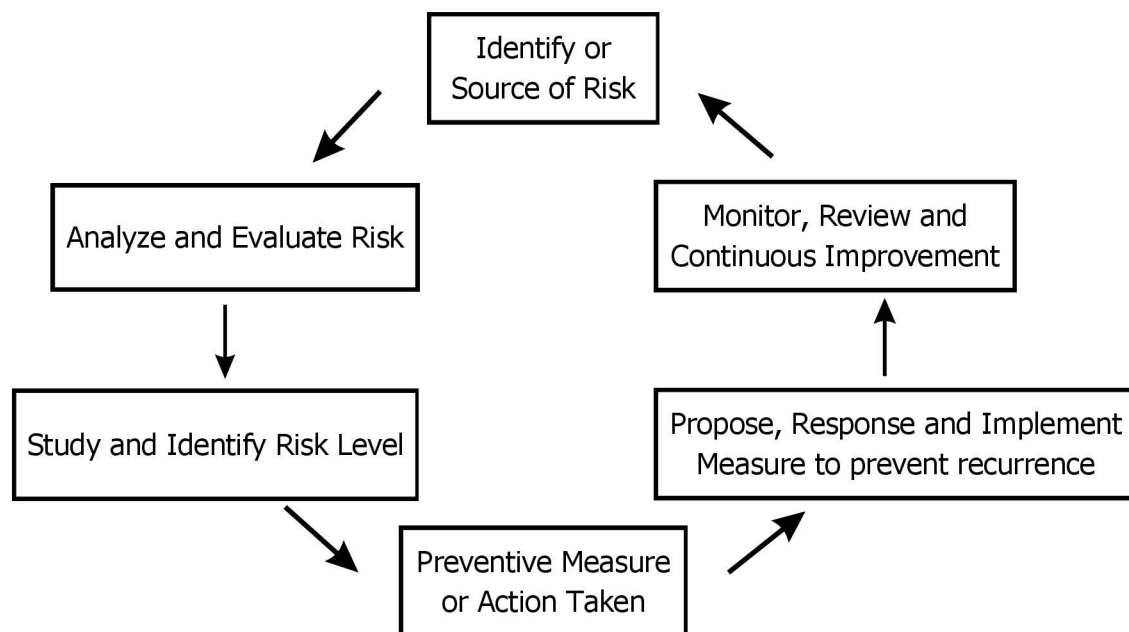 Identify or
Source of Risk
Analyze and Evaluate Risk
Study and Identify Risk Level
Preventive Measure
or Action Taken
Propose, Response and Implement
Measure to prevent recurrence
Monitor, Review and
Continuous Improvement